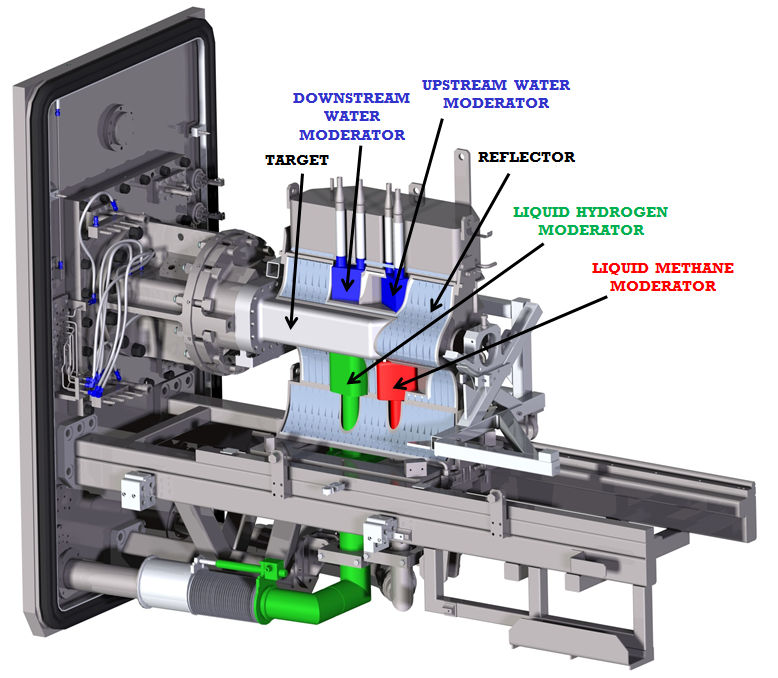 UPSTREAM WATER
MODERATOR
DOWNSTREAM
WATER
MODERATOR
TARGET
REFLECTOR
LIQUID HYDROGEN
MODERATOR
LIQUID METHANE
MODERATOR